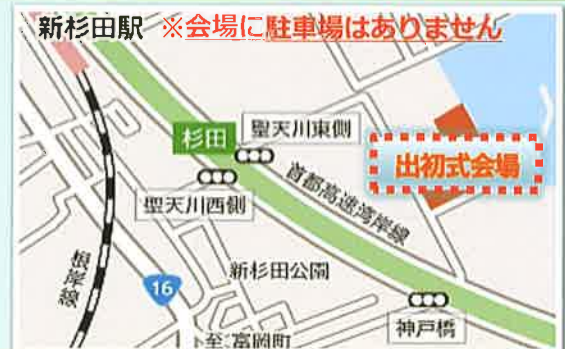 新杉田駅 ※会場に駐車場はありません
杉田
聖天川東側
聖天川西側
首都高速湾岸線
出初式会場
根岸線
16
新杉田公園
神戸橋
至 富岡町